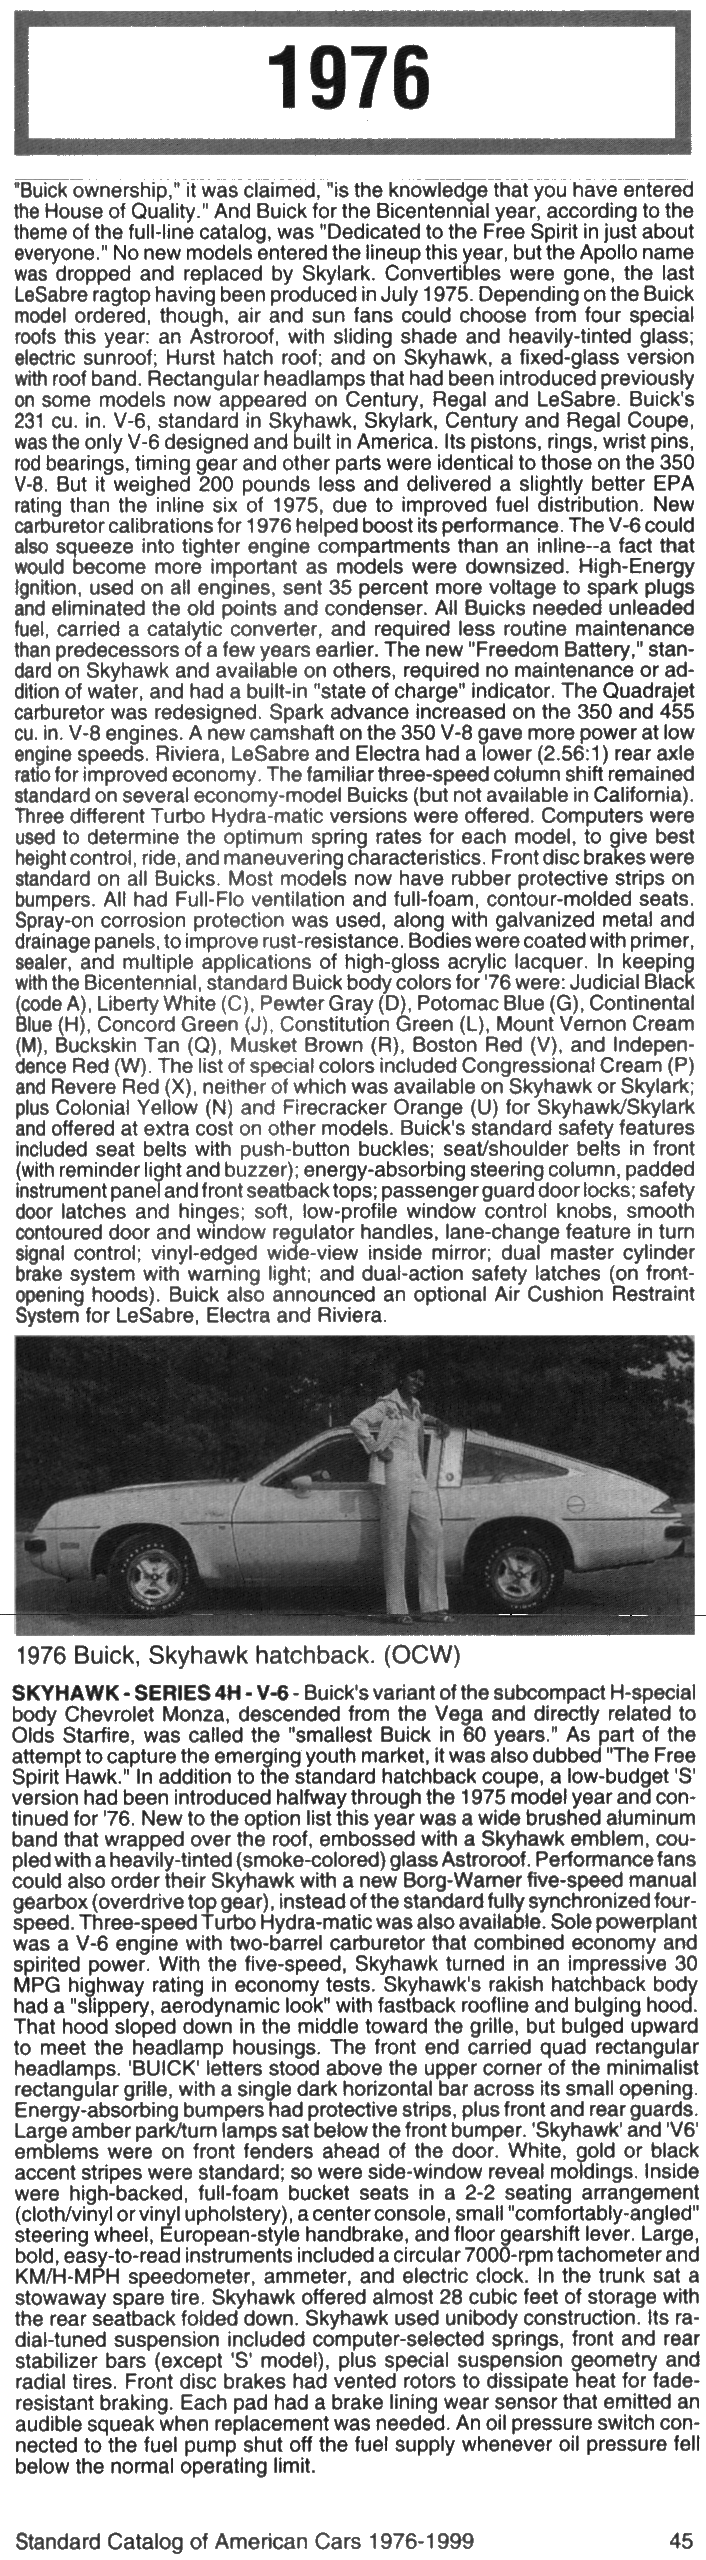 1976
"Buick ownership," it was claimed, "is the knowledge that you have entered
the House of Quality." And Buick for the Bicentennial year, according to the
theme of the full-line catalog, was "Dedicated to the Free Spirit in just about
everyone." No new models entered the lineup this year, but the Apollo name
was dropped and replaced by Skylark. Convertibles were gone, the last
LeSabre ragtop having been produced in July 1975. Depending on the Buick
model ordered, though, air and sun fans could choose from four special
roofs this year: an Astroroof, with sliding shade and heavily-tinted glass;
electric sunroof; Hurst hatch roof; and on Skyhawk, a fixed-glass version
with roof band. Rectangular headlamps that had been introduced previously
on some models now appeared on Century, Regal and LeSabre. Buick's
231 cu. in. V-6, standard in Skyhawk, Skylark, Century and Regal Coupe,
was the only V-6 designed and built in America. Its pistons, rings, wrist pins,
rod bearings, timing gear and other parts were identical to those on the 350
V-8. But it weighed 200 pounds less and delivered a slightly better EPA
rating than the inline six of 1975, due to improved fuel distribution. New
carburetor calibrations for 1976 helped boost its performance. The V-6 could
also squeeze into tighter engine compartments than an inline--a fact that
would become more important as models were downsized. High-Energy
Ignition, used on all engines, sent 35 percent more voltage to spark plugs
and eliminated the old points and condenser. All Buicks needed unleaded
fuel, carried a catalytic converter, and required less routine maintenance
than predecessors of a few years earlier. The new "Freedom Battery," stan-
dard on Skyhawk and available on others, required no maintenance or ad-
dition of water, and had a built-in "state of charge" indicator. The Quadrajet
carburetor was redesigned. Spark advance increased on the 350 and 455
cu. in. V-8 engines. A new camshaft on the 350 V-8 gave more power at low
engine speeds. Riviera, LeSabre and Electra had a lower (2.56:1) rear axle
ratio for improved economy. The familiar three-speed column shift remained
standard on several economy-model Buicks (but not available in California).
Three different Turbo Hydra-matic versions were offered. Computers were
used to determine the optimum spring rates for each model, to give best
height control, ride, and maneuvering characteristics. Front disc brakes were
standard on all Buicks. Most models now have rubber protective strips on
bumpers. All had Full-Flo ventilation and full-foam, contour-molded seats.
Spray-on corrosion protection was used, along with galvanized metal and
drainage panels, to improve rust-resistance. Bodies were coated with primer,
sealer, and multiple applications of high-gloss acrylic lacquer. In keeping
with the Bicentennial, standard Buick body colors for '76 were: Judicial Black
(code A), Liberty White (C), Pewter Gray (D), Potomac Blue (G), Continental
Blue (H), Concord Green (J), Constitution Green (L), Mount Vernon Cream
(M), Buckskin Tan (Q), Musket Brown (R), Boston Red (V), and Indepen-
dence Red (W). The list of special colors included Congressional Cream (P)
and Revere Red (X), neither of which was available on Skyhawk or Skylark;
plus Colonial Yellow (N) and Firecracker Orange (U) for Skyhawk/Skylark
and offered at extra cost on other models. Buick's standard safety features
included seat belts with push-button buckles; seat/shoulder belts in front
(with reminder light and buzzer); energy-absorbing steering column, padded
instrument panel and front seatback tops; passenger guard door locks; safety
door latches and hinges; soft, low-profile window control knobs, smooth
contoured door and window regulator handles, lane-change feature in turn
signal control; vinyl-edged wide-view inside mirror; dual master cylinder
brake system with warning light; and dual-action safety latches (on front-
opening hoods). Buick also announced an optional Air Cushion Restraint
System for LeSabre, Electra and Riviera.
1976 Buick, Skyhawk hatchback. (OCW)
SKYHAWK - SERIES 4H - V-6 - Buick's variant of the subcompact H-special
body Chevrolet Monza, descended from the Vega and directly related to
Olds Starfire, was called the "smallest Buick in 60 years." As part of the
attempt to capture the emerging youth market, it was also dubbed "The Free
Spirit Hawk." In addition to the standard hatchback coupe, a low-budget 'S'
version had been introduced halfway through the 1975 model year and con-
tinued for '76. New to the option list this year was a wide brushed aluminum
band that wrapped over the roof, embossed with a Skyhawk emblem, cou-
pled with a heavily-tinted (smoke-colored) glass Astroroof. Performance fans
could also order their Skyhawk with a new Borg-Warner five-speed manual
gearbox (overdrive top gear), instead of the standard fully synchronized four-
speed. Three-speed Turbo Hydra-matic was also available. Sole powerplant
was a V-6 engine with two-barrel carburetor that combined economy and
spirited power. With the five-speed, Skyhawk turned in an impressive 30
MPG highway rating in economy tests. Skyhawk's rakish hatchback body
had a "slippery, aerodynamic look" with fastback roofline and bulging hood.
That hood sloped down in the middle toward the grille, but bulged upward
to meet the headlamp housings. The front end carried quad rectangular
headlamps. 'BUICK' letters stood above the upper corner of the minimalist
rectangular grille, with a single dark horizontal bar across its small opening.
Energy-absorbing bumpers had protective strips, plus front and rear guards.
Large amber park/turn lamps sat below the front bumper. 'Skyhawk' and 'V6'
emblems were on front fenders ahead of the door. White, gold or black
accent stripes were standard; so were side-window reveal moldings. Inside
were high-backed, full-foam bucket seats in a 2-2 seating arrangement
(cloth/vinyl or vinyl upholstery), a center console, small "comfortably-angled"
steering wheel, European-style handbrake, and floor gearshift lever. Large,
bold, easy-to-read instruments included a circular 7000-rpm tachometer and
KM/H-MPH speedometer, ammeter, and electric clock. In the trunk sat a
stowaway spare tire. Skyhawk offered almost 28 cubic feet of storage with
the rear seatback folded down. Skyhawk used unibody construction. Its ra-
dial-tuned suspension included computer-selected springs, front and rear
stabilizer bars (except 'S' model), plus special suspension geometry and
radial tires. Front disc brakes had vented rotors to dissipate heat for fade-
resistant braking. Each pad had a brake lining wear sensor that emitted an
audible squeak when replacement was needed. An oil pressure switch con-
nected to the fuel pump shut off the fuel supply whenever oil pressure fell
below the normal operating limit.
Standard Catalog of American Cars 1976-1999 45